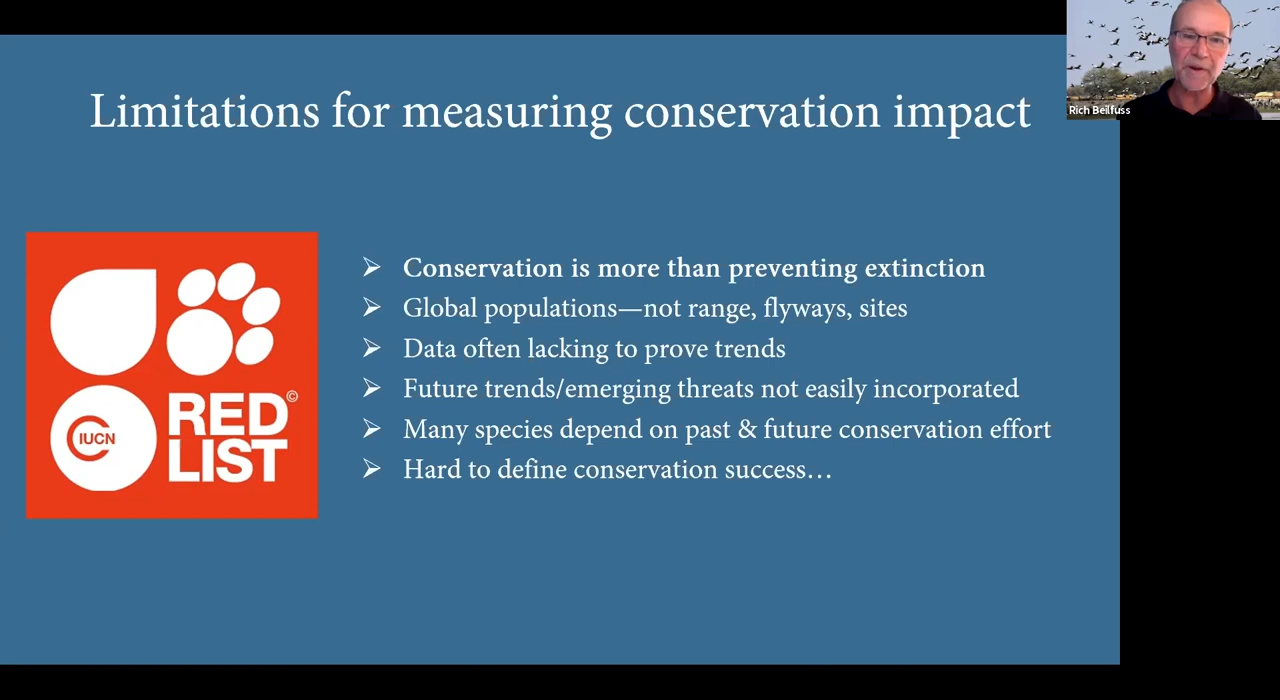 Limitations for measuring conservation impact
Rich Beilfuss
Conservation is more than preventing extinction
Global populations—not range, flyways, sites
Data often lacking to prove trends
Future trends/emerging threats not easily incorporated
Many species depend on past & future conservation effort
Hard to define conservation success…
IUCN
RED©
LIST